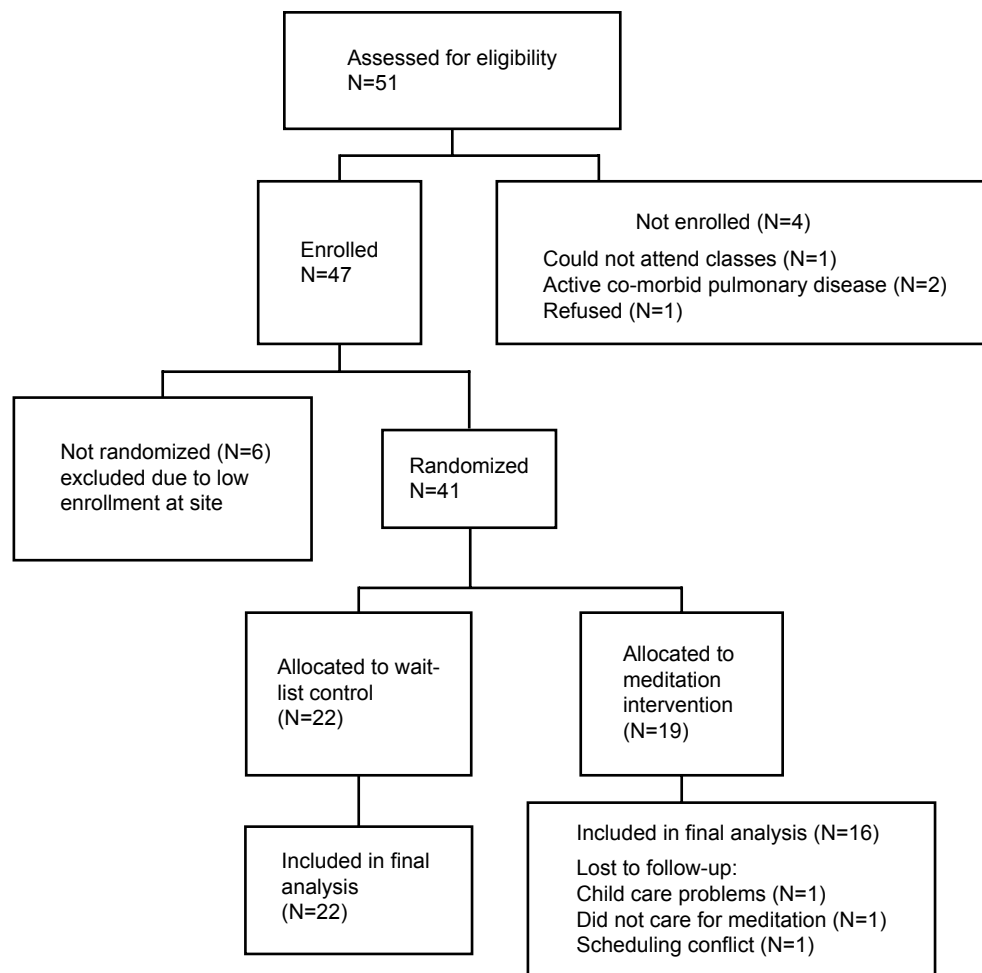 Assessed for eligibility
N=51
Enrolled
N=47
Not enrolled (N=4)
Could not attend classes (N=1)
Active co-morbid pulmonary disease (N=2)
Refused (N=1)
Not randomized (N=6)
excluded due to low
enrollment at site
Randomized
N=41
Allocated to wait-
list control
(N=22)
Allocated to
meditation
intervention
(N=19)
Included in final
analysis
(N=22)
Included in final analysis (N=16)
Lost to follow-up:
Child care problems (N=1)
Did not care for meditation (N=1)
Scheduling conflict (N=1)